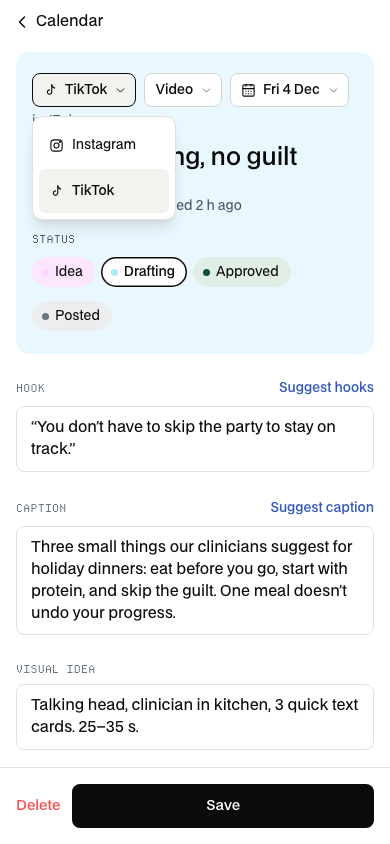 Calendar
TikTok
Video
Fri 4 Dec
Instagram
TikTok
ng, no guilt
ed 2 h ago
STATUS
Idea
Drafting
Approved
Posted
HOOK
Suggest hooks
“You don’t have to skip the party to stay on
track.”
CAPTION
Suggest caption
Three small things our clinicians suggest for
holiday dinners: eat before you go, start with
protein, and skip the guilt. One meal doesn’t
undo your progress.
VISUAL IDEA
Talking head, clinician in kitchen, 3 quick text
cards. 25–35 s.
Delete
Save